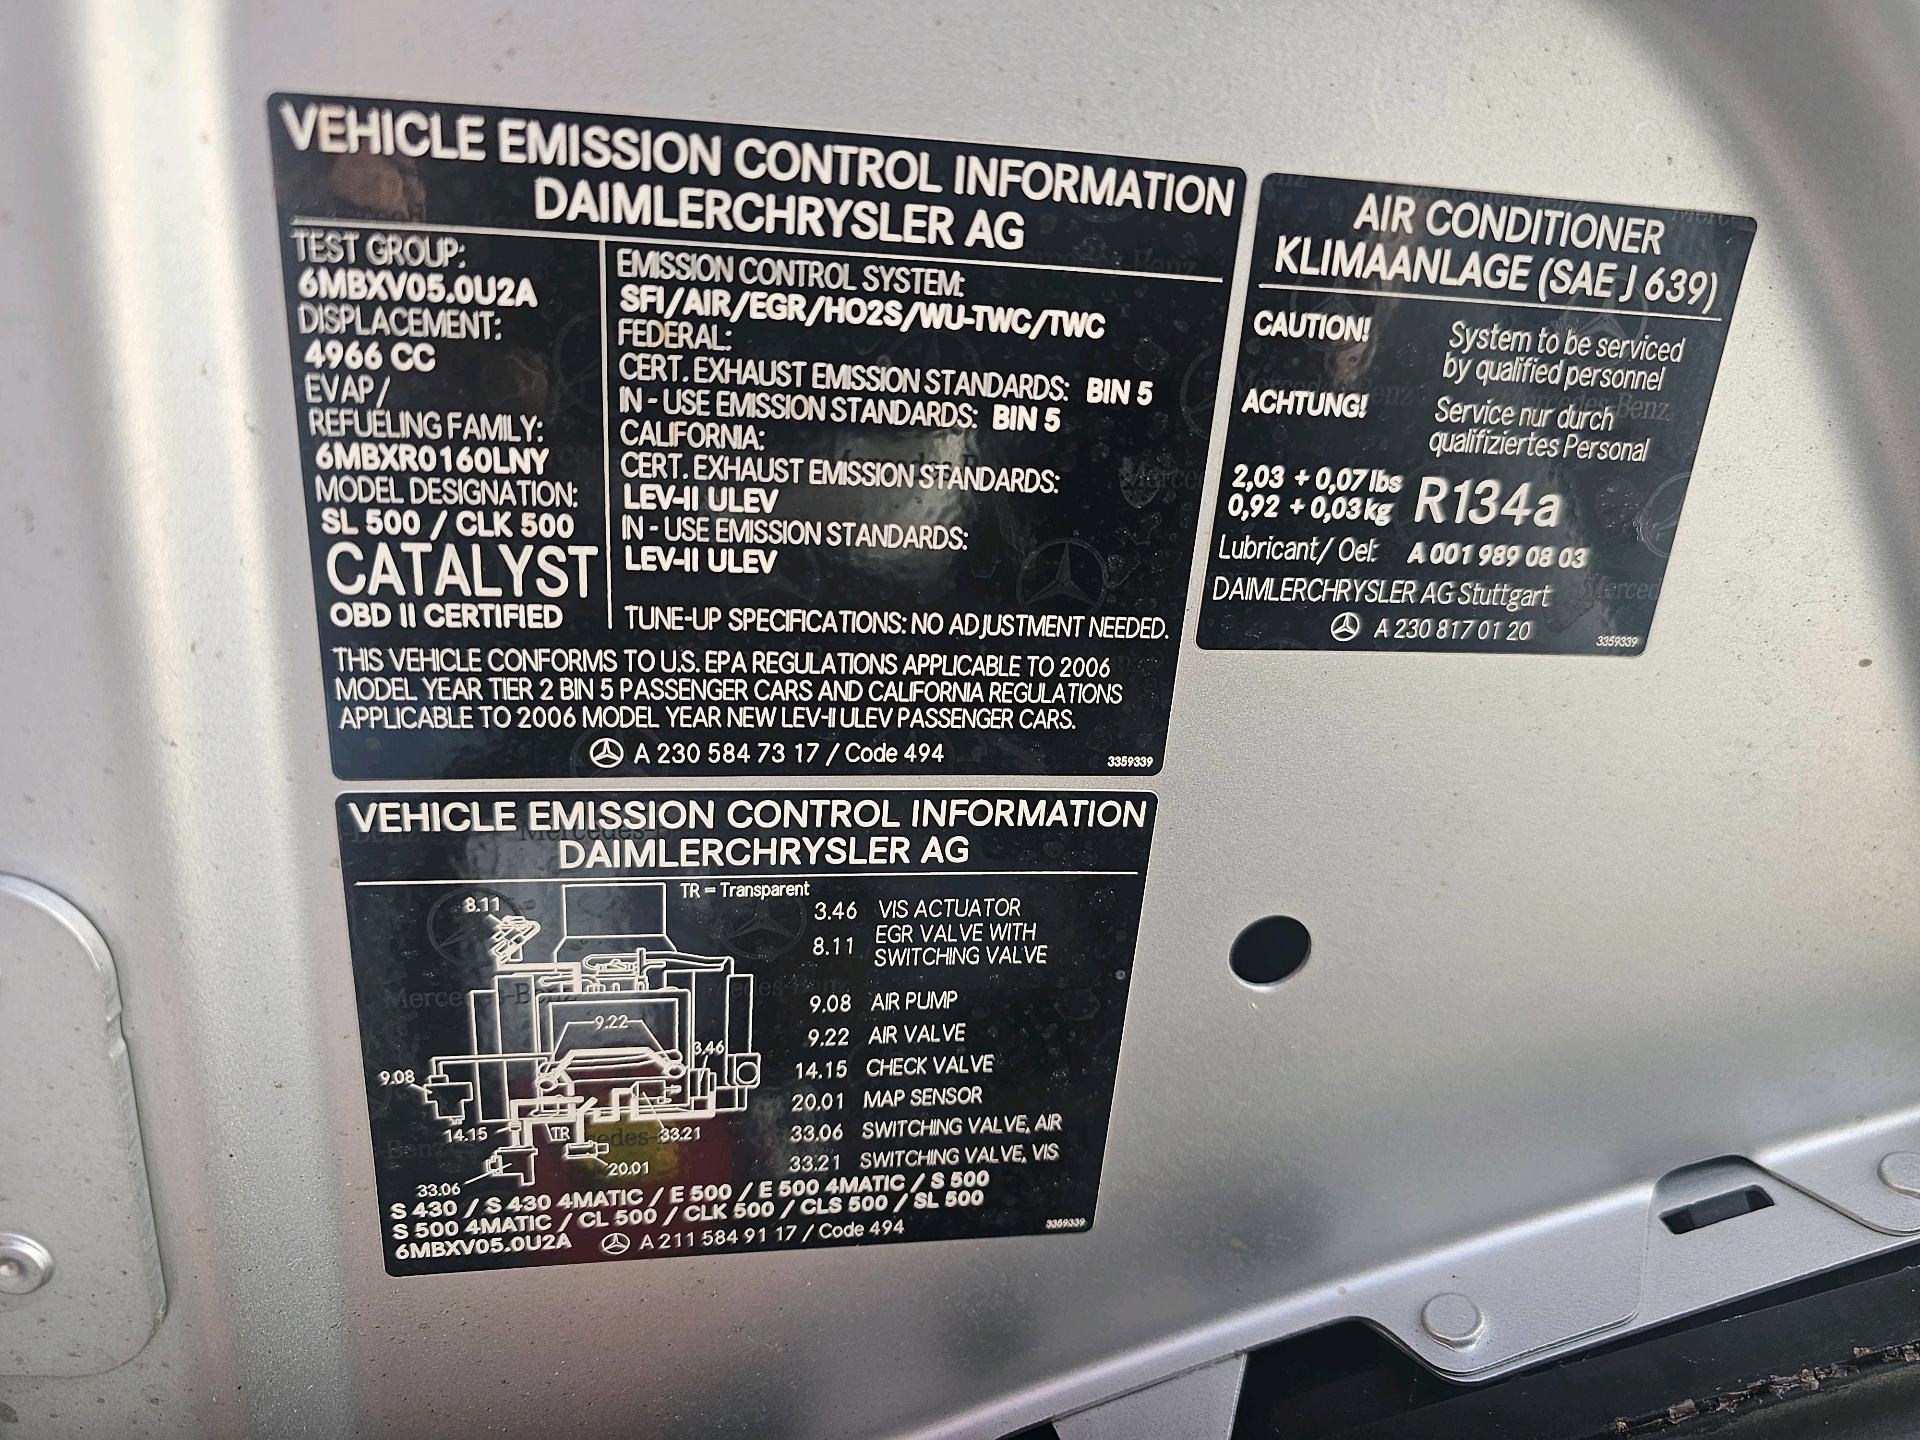 VEHICLE EMISSION CONTROL INFORMATION
DAIMLERCHRYSLER AG
TEST GROUP:
6MBXV05.0U2A
DISPLACEMENT:
4966 CC
EVAP/
REFUELING FAMILY:
6MBXR0160LNY
MODEL DESIGNATION:
SL 500 / CLK 500
CATALYST
OBD II CERTIFIED
EMISSION CONTROL SYSTEM:
SFI/AIR/EGR/HO2S/WU-TWC/TWC
FEDERAL:
CERT. EXHAUST EMISSION STANDARDS: BIN 5
IN - USE EMISSION STANDARDS: BIN 5
CALIFORNIA:
CERT. EXHAUST EMISSION STANDARDS:
LEV-II ULEV
IN - USE EMISSION STANDARDS:
LEV-II ULEV
TUNE-UP SPECIFICATIONS: NO ADJUSTMENT NEEDED.
THIS VEHICLE CONFORMS TO U.S. EPA REGULATIONS APPLICABLE TO 2006
MODEL YEAR TIER 2 BIN 5 PASSENGER CARS AND CALIFORNIA REGULATIONS
APPLICABLE TO 2006 MODEL YEAR NEW LEV-II ULEV PASSENGER CARS.
A 230 584 73 17 / Code 494
3359339
AIR CONDITIONER
KLIMAANLAGE (SAE J 639)
CAUTION! System to be serviced
by qualified personnel
ACHTUNG! Service nur durch
qualifiziertes Personal
2,03 + 0,07 lbs
0,92 + 0,03 kg
R134a
Lubricant/ Oel: A 001 989 08 03
DAIMLERCHRYSLER AG Stuttgart
A 230 817 01 20
3359339
VEHICLE EMISSION CONTROL INFORMATION
DAIMLERCHRYSLER AG
TR = Transparent
8.11
9.22
3.46
9.08
14.15
TR
33.21
20.01
33.06
3.46 VIS ACTUATOR
8.11 EGR VALVE WITH
SWITCHING VALVE
9.08 AIR PUMP
9.22 AIR VALVE
14.15 CHECK VALVE
20.01 MAP SENSOR
33.06 SWITCHING VALVE, AIR
33.21 SWITCHING VALVE, VIS
S 430 / S 430 4MATIC / E 500 / E 500 4MATIC / S 500
S 500 4MATIC / CL 500 / CLK 500 / CLS 500 / SL 500
6MBXV05.0U2A A 211 584 91 17 / Code 494
3359339